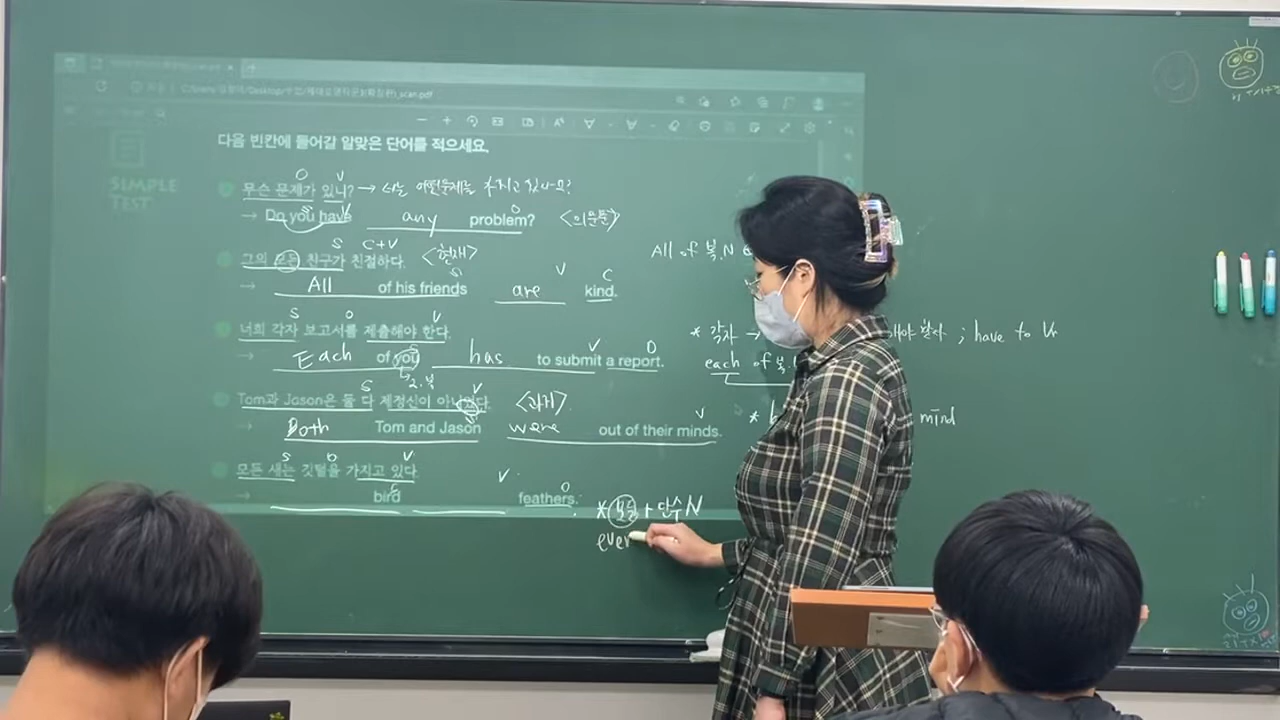 SIMPLE
TEST
다음 빈칸에 들어갈 알맞은 단어를 적으세요.
O V
무슨 문제가 있니? → 너는 어떤문제를 가지고 있나요?
S V O
→ Do you have any problem? <의문문>
S C+V
그의 모든 친구가 친절하다. <현재>
S V C
→ All of his friends are kind.
S O V
너희 각자 보고서를 제출해야 한다.
S V O
→ Each of you has to submit a report.
2.복
S V
Tom과 Jason은 둘 다 제정신이 아니었다. <과거>
S V
→ Both Tom and Jason were out of their minds.
S O V
모든 새는 깃털을 가지고 있다.
S V O
→ bird feathers.
* 모든 + 단수 N
ever
All of 복.N
* 각자 → ; have to V
each of 복.
* b mind